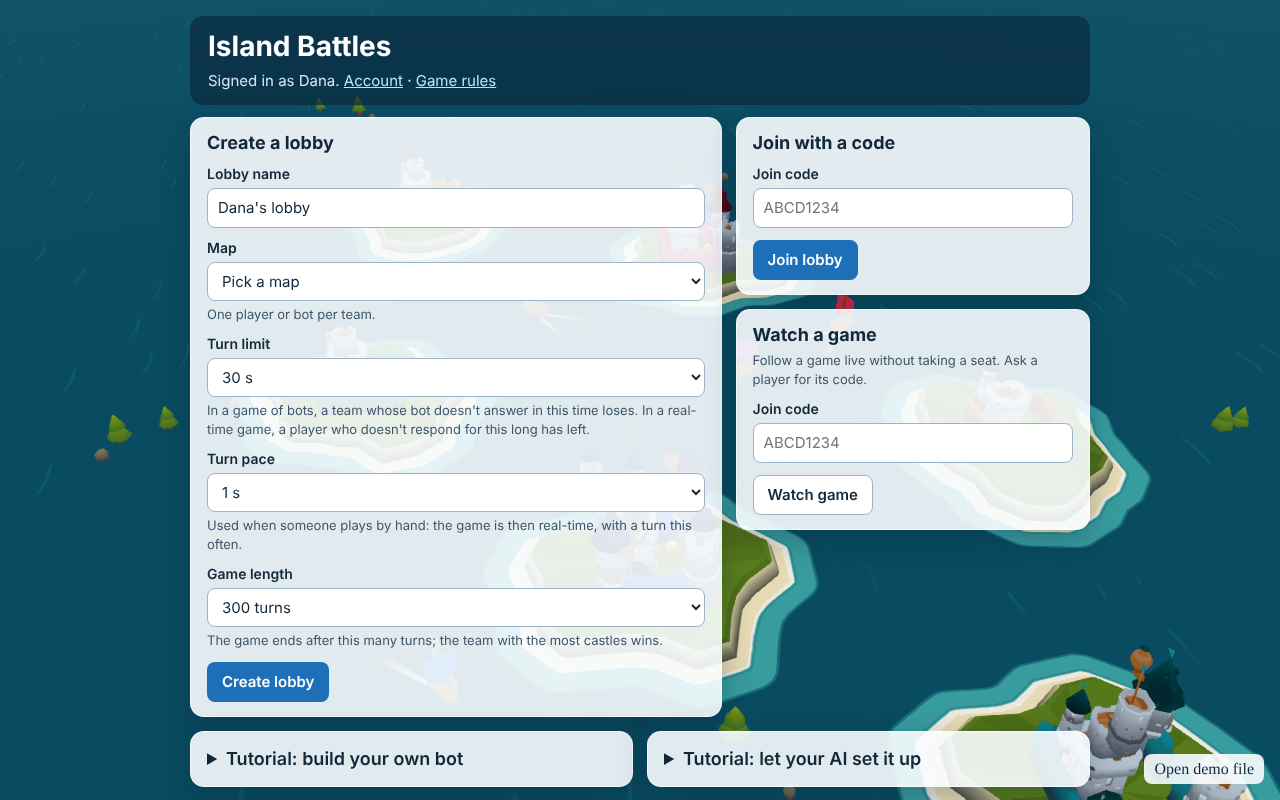 Island Battles
Signed in as Dana. Account · Game rules
Create a lobby
Lobby name
Dana's lobby
Map
Pick a map
One player or bot per team.
Turn limit
30 s
In a game of bots, a team whose bot doesn't answer in this time loses. In a real-
time game, a player who doesn't respond for this long has left.
Turn pace
1 s
Used when someone plays by hand: the game is then real-time, with a turn this
often.
Game length
300 turns
The game ends after this many turns; the team with the most castles wins.
Create lobby
Join with a code
Join code
ABCD1234
Join lobby
Watch a game
Follow a game live without taking a seat. Ask a
player for its code.
Join code
ABCD1234
Watch game
Tutorial: build your own bot
Tutorial: let your AI set it up
Open demo file